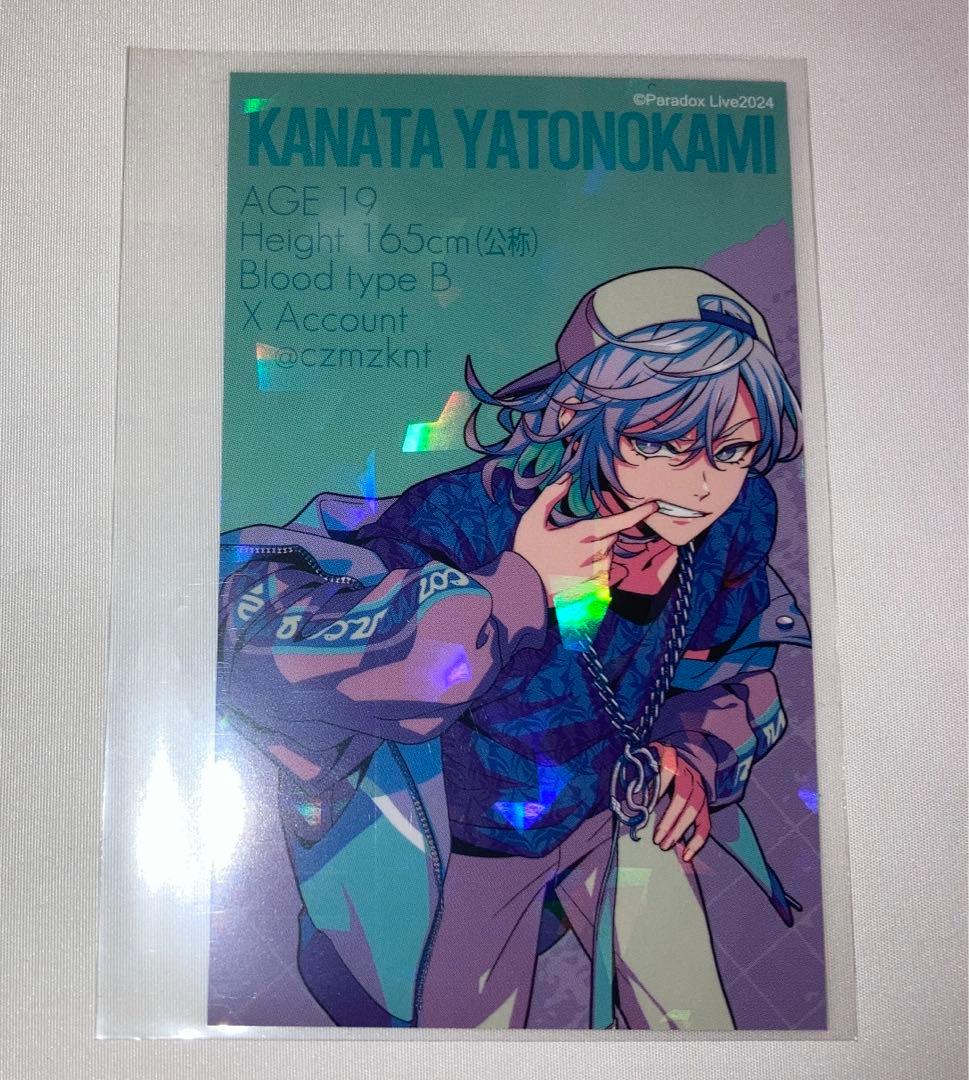 ©Paradox Live2024
KANATA YATONOKAMI
AGE 19
Height 165cm(公称)
Blood type B
X Account
@czmzknt